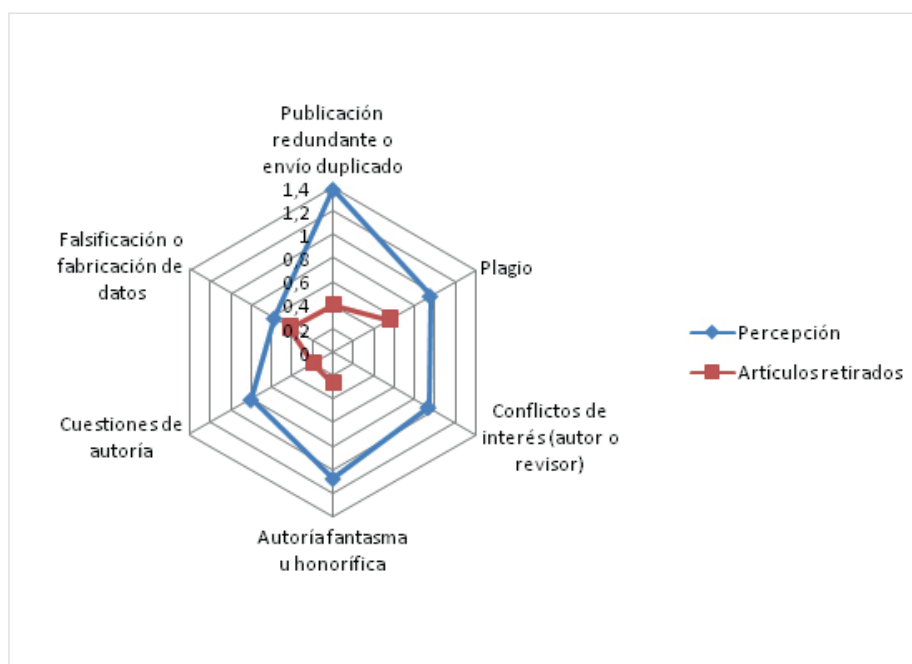 Publicación
redundante o
envío duplicado
1,4
1,2
1
0,8
0,6
0,4
0,2
0
Plagio
Conflictos de
interés (autor o
revisor)
Autoría fantasma
u honorífica
Cuestiones de
autoría
Falsificación o
fabricación de
datos
Percepción
Artículos retirados